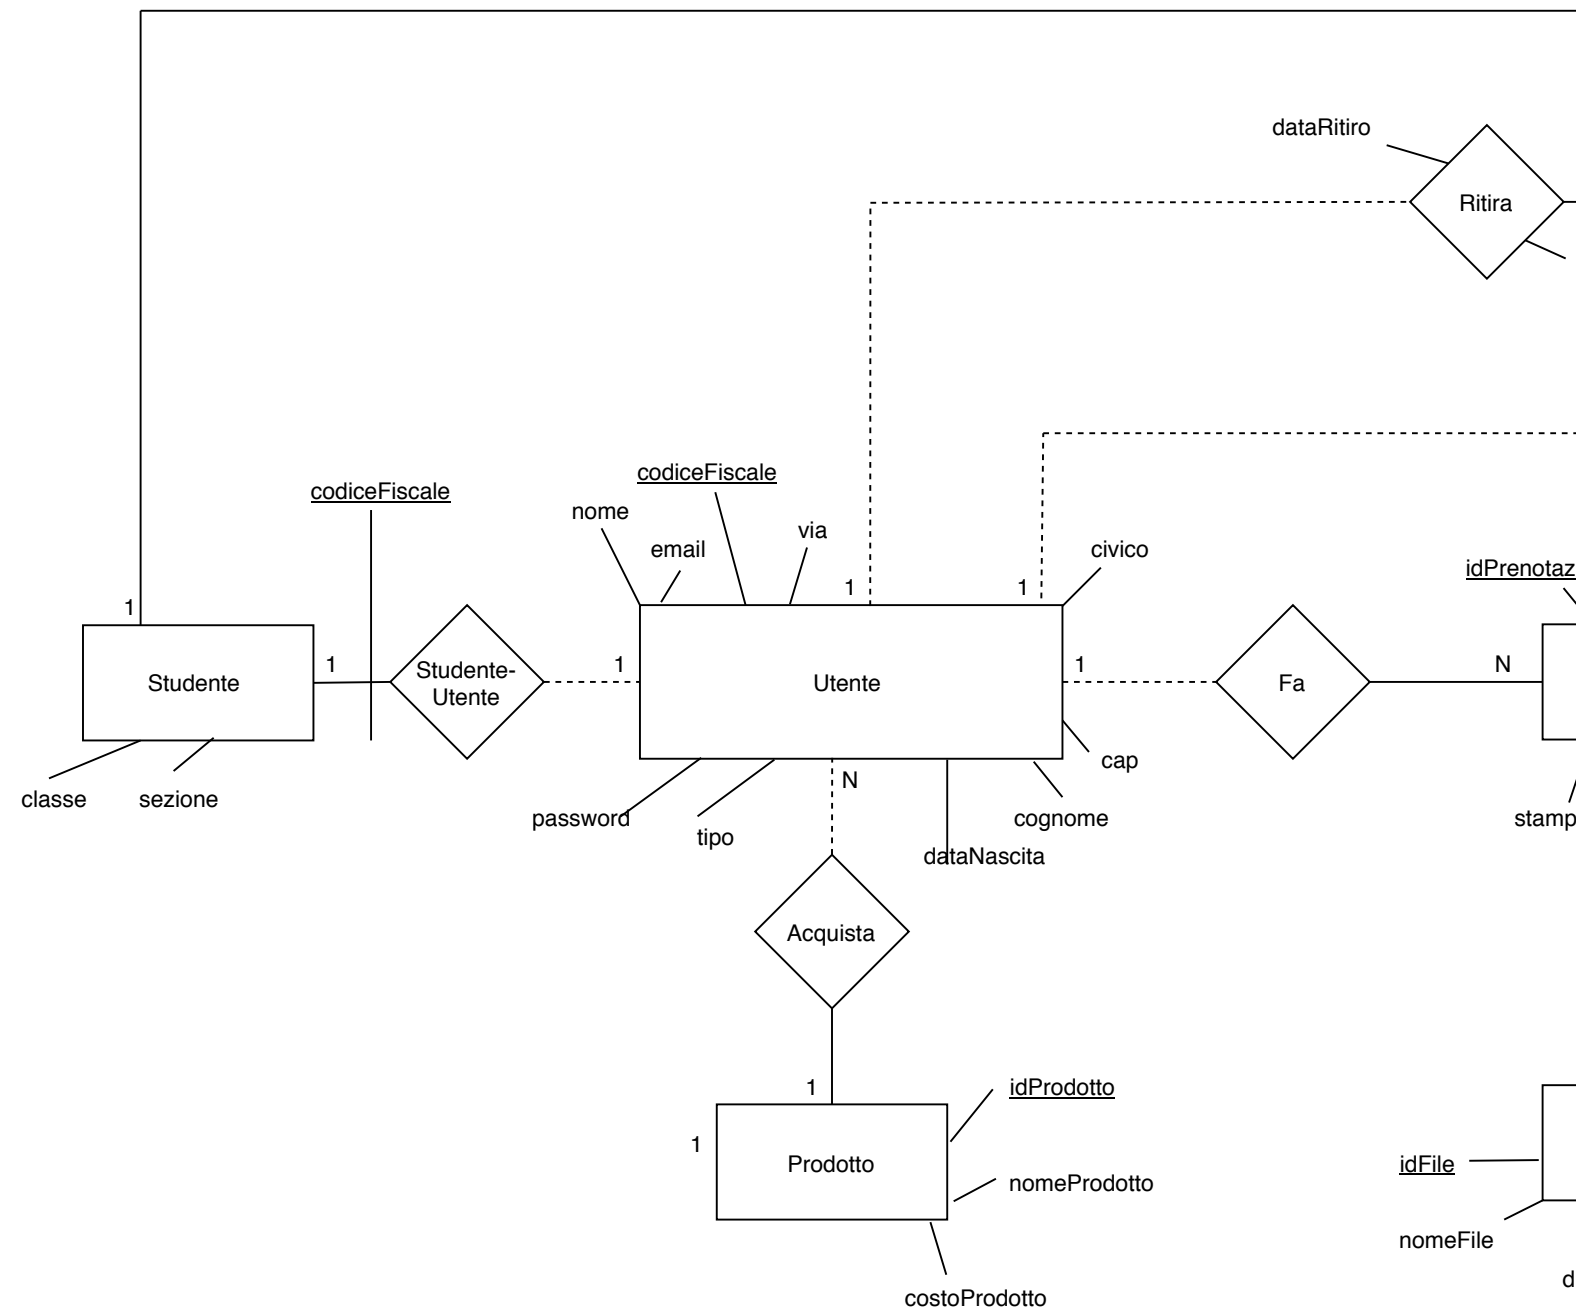 dataRitiro
Ritira
codiceFiscale
codiceFiscale
nome
via
email
civico
idPrenotaz
1
1
1
1
Studente
Studente-
Utente
1
Utente
1
Fa
N
classe
sezione
password
tipo
N
cap
cognome
dataNascita
stamp
Acquista
1
1
Prodotto
idProdotto
nomeProdotto
costoProdotto
idFile
nomeFile
d